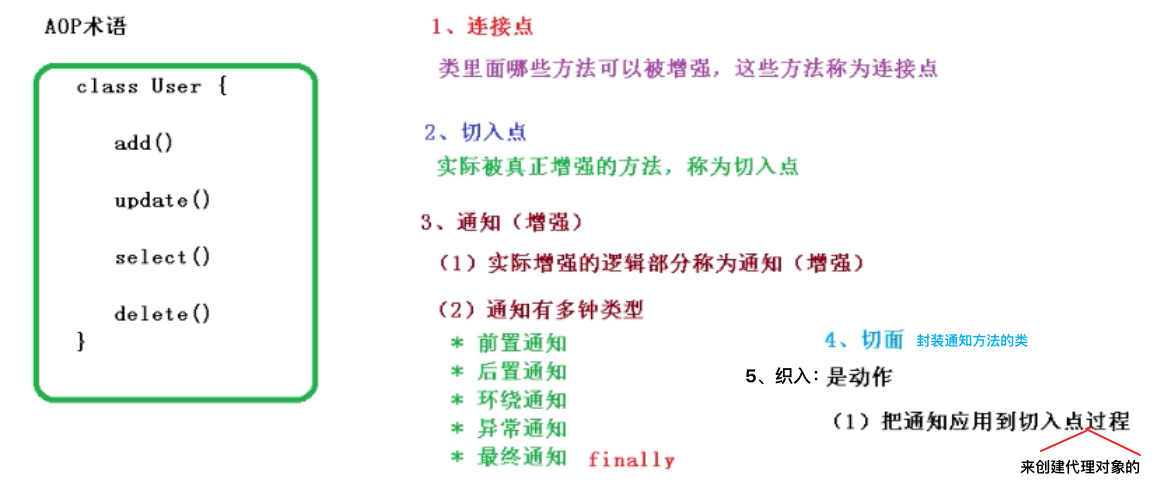 AOP术语
class User {
add()
update()
select()
delete()
}
1、连接点
类里面哪些方法可以被增强，这些方法称为连接点
2、切入点
实际被真正增强的方法，称为切入点
3、通知（增强）
（1）实际增强的逻辑部分称为通知（增强）
（2）通知有多钟类型
* 前置通知
* 后置通知
* 环绕通知
* 异常通知
* 最终通知 finally
4、切面 封装通知方法的类
5、织入：是动作
（1）把通知应用到切入点过程
来创建代理对象的